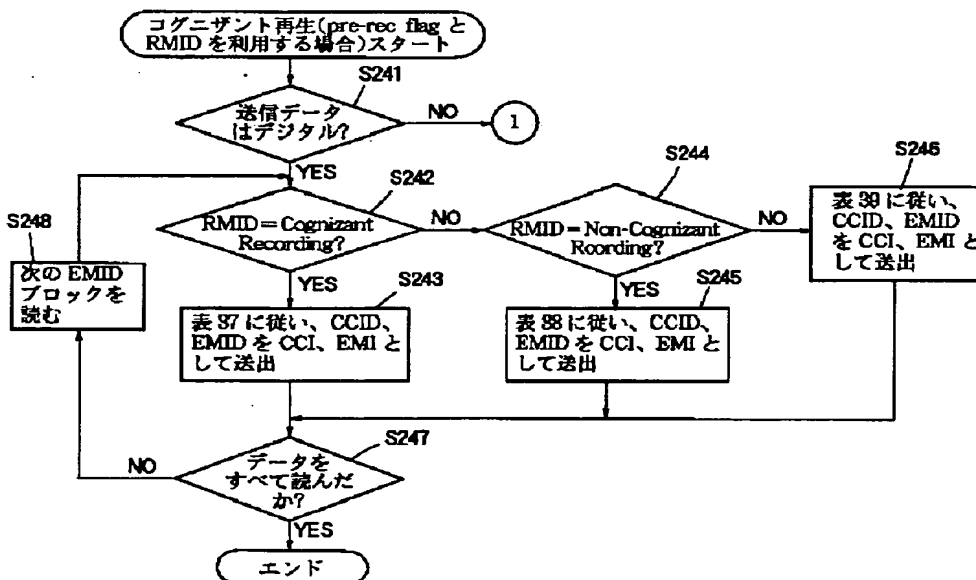 コグニザント再生(pre-rec flag と
RMID を利用する場合)スタート
S241
送信データ
はデジタル?
NO
1
YES
S242
RMID=Cognizant
Recording?
NO
YES
S244
RMID=Non-Cognizant
Rcording?
NO
YES
S246
表 39 に従い、
CCID、EMID
を CCI、EMI と
して送出
S248
次の EMID
ブロックを
読む
S243
表 37 に従い、CCID、
EMID を CCI、EMI と
して送出
S245
表 38 に従い、CCID、
EMID を CCI、EMI と
して送出
S247
データを
すべて読んだ
か?
NO
YES
エンド